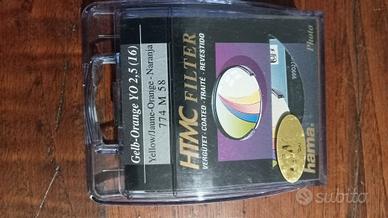 Gelb-Orange YO 2,5 (16)
Yellow/Jaune-Orange - Naranja
774 M 58
HTMC FILTER
VERGÜTET · COATED · TRAITÉ · REVESTIDO
Photo
hama
subito